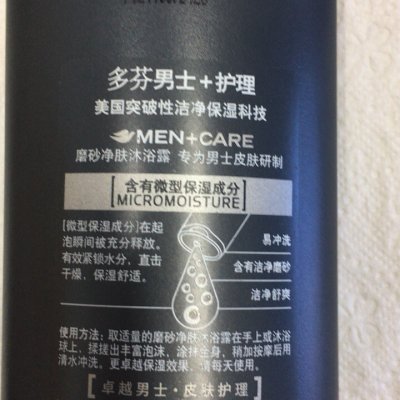 多芬男士+护理
美国突破性洁净保湿科技
MEN+CARE
磨砂净肤沐浴露 专为男士皮肤研制
含有微型保湿成分
MICROMOISTURE
[微型保湿成分]在起
泡瞬间被充分释放。
有效紧锁水分，直击
干燥，保湿舒适。
易冲洗
含有洁净磨砂
洁净舒爽
使用方法：取适量的磨砂净肤沐浴露在手上或沐浴
球上，揉搓出丰富泡沫，涂抹全身，稍加按摩后用
清水冲洗。更卓越保湿效果，请每天使用。
卓越男士·皮肤护理